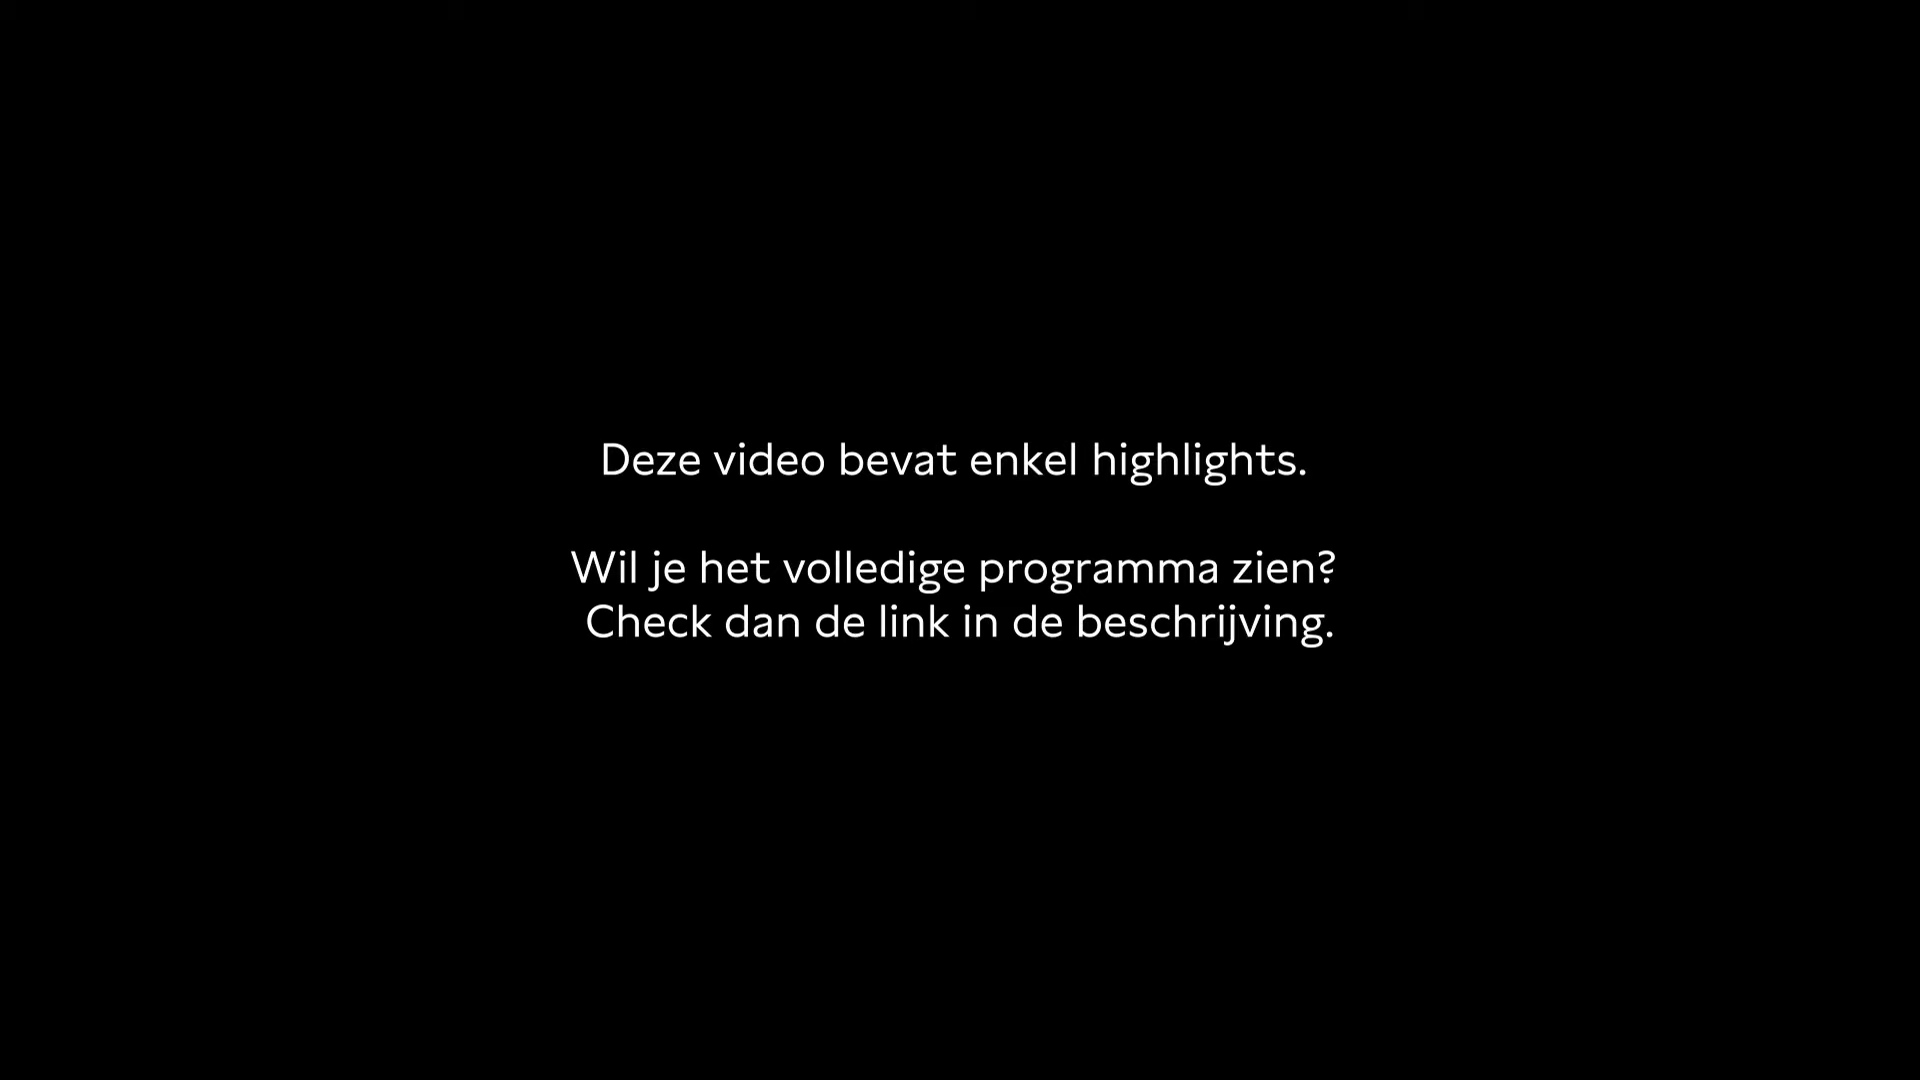 Deze video bevat enkel highlights.
Wil je het volledige programma zien?
Check dan de link in de beschrijving.